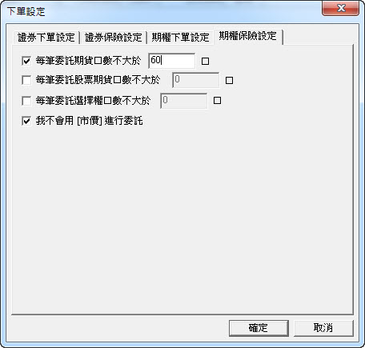 下單設定
證券下單設定 證券保險設定 期權下單設定 期權保險設定
每筆委託期貨口數不大於 60 口
每筆委託股票期貨口數不大於 0 口
每筆委託選擇權口數不大於 0 口
我不會用 [市價] 進行委託
確定 取消